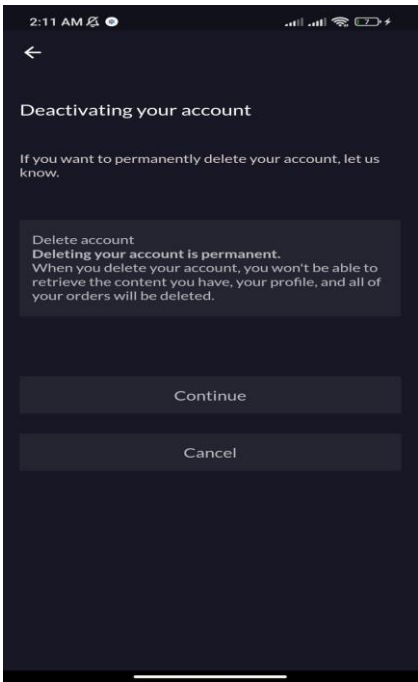 2:11 AM
7
Deactivating your account
If you want to permanently delete your account, let us
know.
Delete account
Deleting your account is permanent.
When you delete your account, you won't be able to
retrieve the content you have, your profile, and all of
your orders will be deleted.
Continue
Cancel